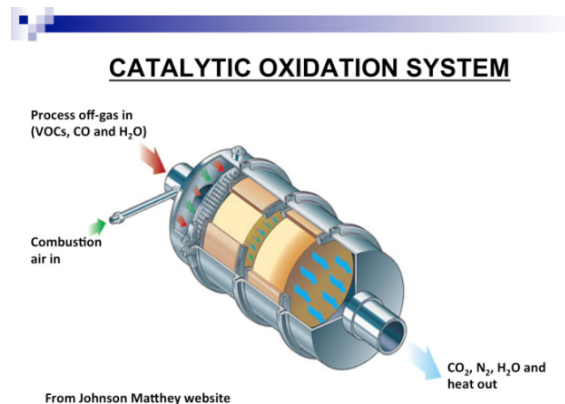 CATALYTIC OXIDATION SYSTEM
Process off-gas in
(VOCs, CO and H₂O)
Combustion
air in
CO₂, N₂, H₂O and
heat out
From Johnson Matthey website